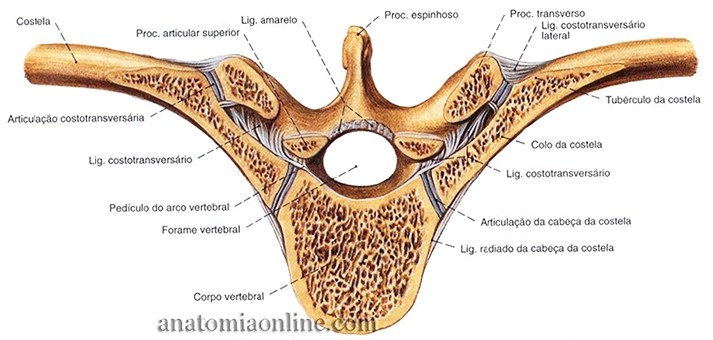 Costela
Proc. articular superior
Lig. amarelo
Proc. espinhoso
Proc. transverso
Lig. costotransversário
lateral
Articulação costotransversária
Tubérculo da costela
Lig. costotransversário
Colo da costela
Lig. costotransversário
Pedículo do arco vertebral
Forame vertebral
Articulação da cabeça da costela
Lig. radiado da cabeça da costela
Corpo vertebral
anatomiaonline.com